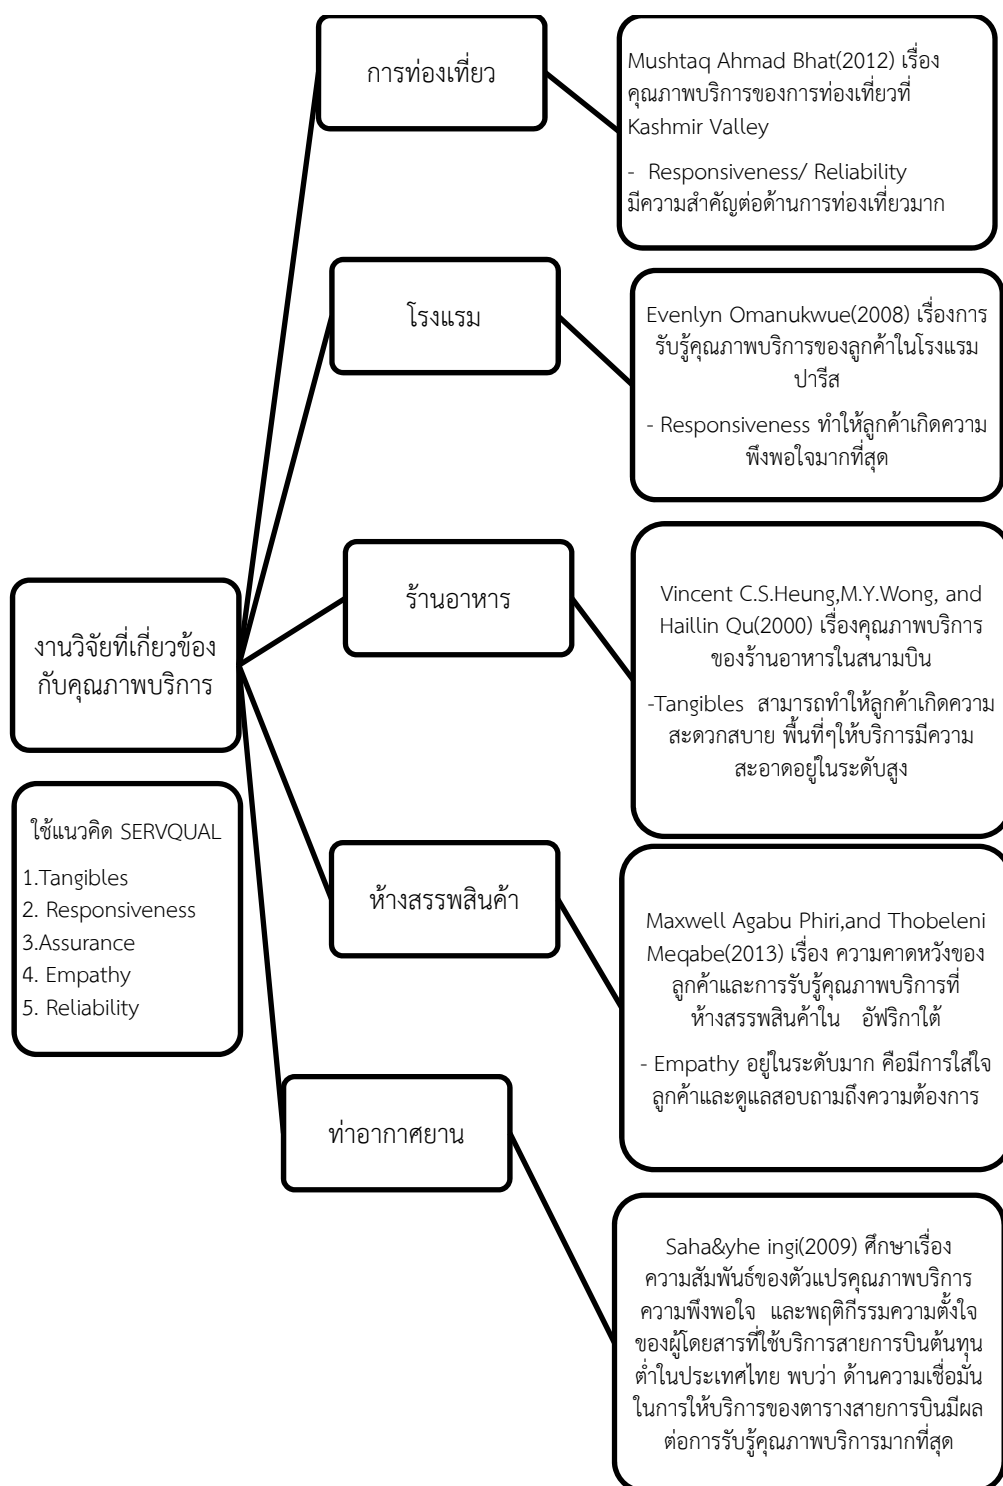 การท่องเที่ยว
Mushtaq Ahmad Bhat(2012) เรื่อง
คุณภาพบริการของการท่องเที่ยวที่
Kashmir Valley
- Responsiveness/ Reliability
มีความสำคัญต่อด้านการท่องเที่ยวมาก
โรงแรม
Evenlyn Omanukwue(2008) เรื่องการ
รับรู้คุณภาพบริการของลูกค้าในโรงแรม
ปารีส
- Responsiveness ทำให้ลูกค้าเกิดความ
พึงพอใจมากที่สุด
ร้านอาหาร
Vincent C.S.Heung,M.Y.Wong, and
Haillin Qu(2000) เรื่องคุณภาพบริการ
ของร้านอาหารในสนามบิน
-Tangibles สามารถทำให้ลูกค้าเกิดความ
สะดวกสบาย พื้นที่ๆให้บริการมีความ
สะอาดอยู่ในระดับสูง
งานวิจัยที่เกี่ยวข้อง
กับคุณภาพบริการ
ใช้แนวคิด SERVQUAL
1.Tangibles
2. Responsiveness
3.Assurance
4. Empathy
5. Reliability
ห้างสรรพสินค้า
Maxwell Agabu Phiri,and Thobeleni
Meqabe(2013) เรื่อง ความคาดหวังของ
ลูกค้าและการรับรู้คุณภาพบริการที่
ห้างสรรพสินค้าใน อัฟริกาใต้
- Empathy อยู่ในระดับมาก คือมีการใส่ใจ
ลูกค้าและดูแลสอบถามถึงความต้องการ
ท่าอากาศยาน
Saha&yhe ingi(2009) ศึกษาเรื่อง
ความสัมพันธ์ของตัวแปรคุณภาพบริการ
ความพึงพอใจ และพฤติกีรรมความตั้งใจ
ของผู้โดยสารที่ใช้บริการสายการบินต้นทุน
ต่ำในประเทศไทย พบว่า ด้านความเชื่อมั่น
ในการให้บริการของตารางสายการบินมีผล
ต่อการรับรู้คุณภาพบริการมากที่สุด